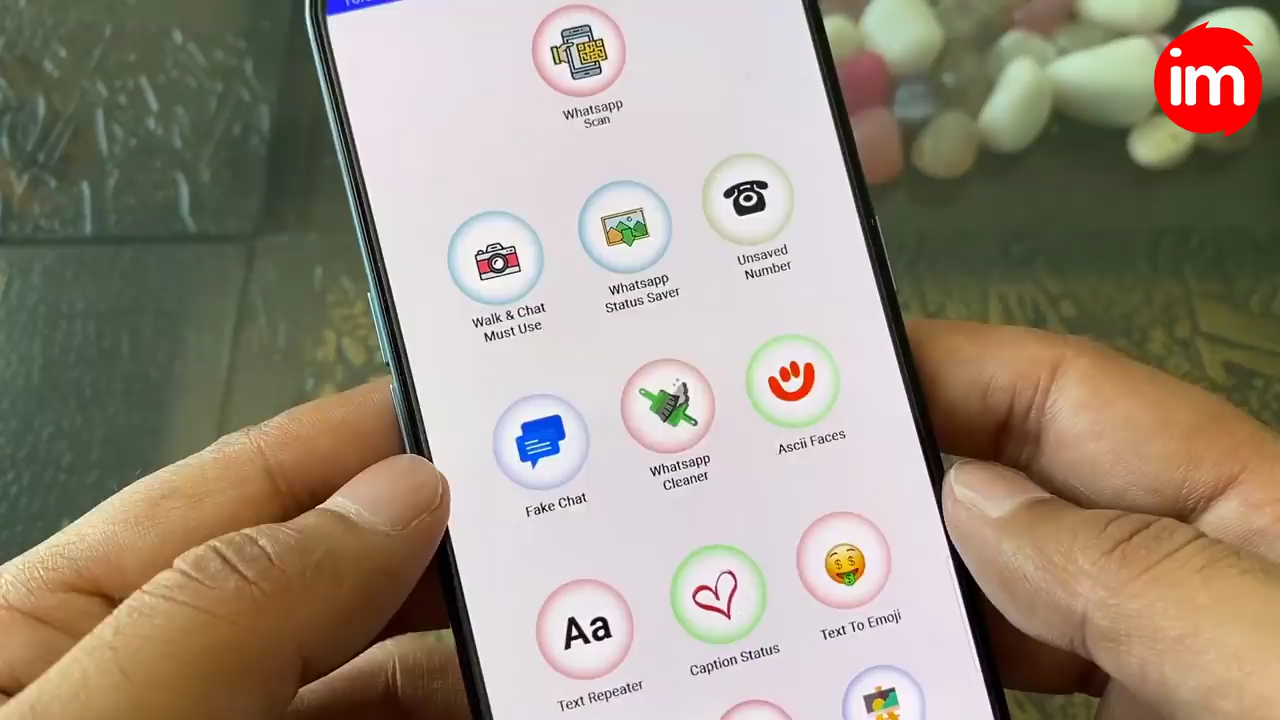 im
Whatsapp
Scan
Walk & Chat
Must Use
Whatsapp
Status Saver
Unsaved
Number
Fake Chat
Whatsapp
Cleaner
Ascii Faces
Aa
Text Repeater
Caption Status
Text To Emoji